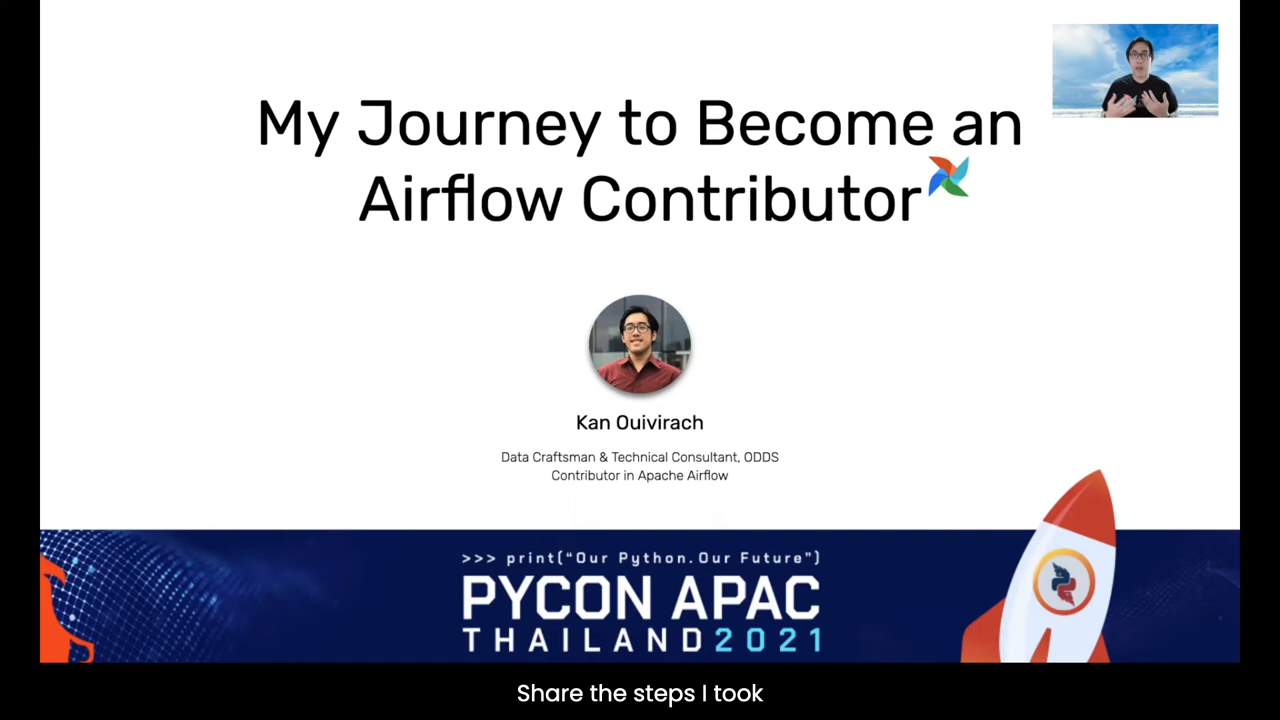 My Journey to Become an
Airflow Contributor
Kan Ouivirach
Data Craftsman & Technical Consultant, ODDS
Contributor in Apache Airflow
>>> print(“Our Python.Our Future”)
PYCON APAC
THAILAND2021
Share the steps I took